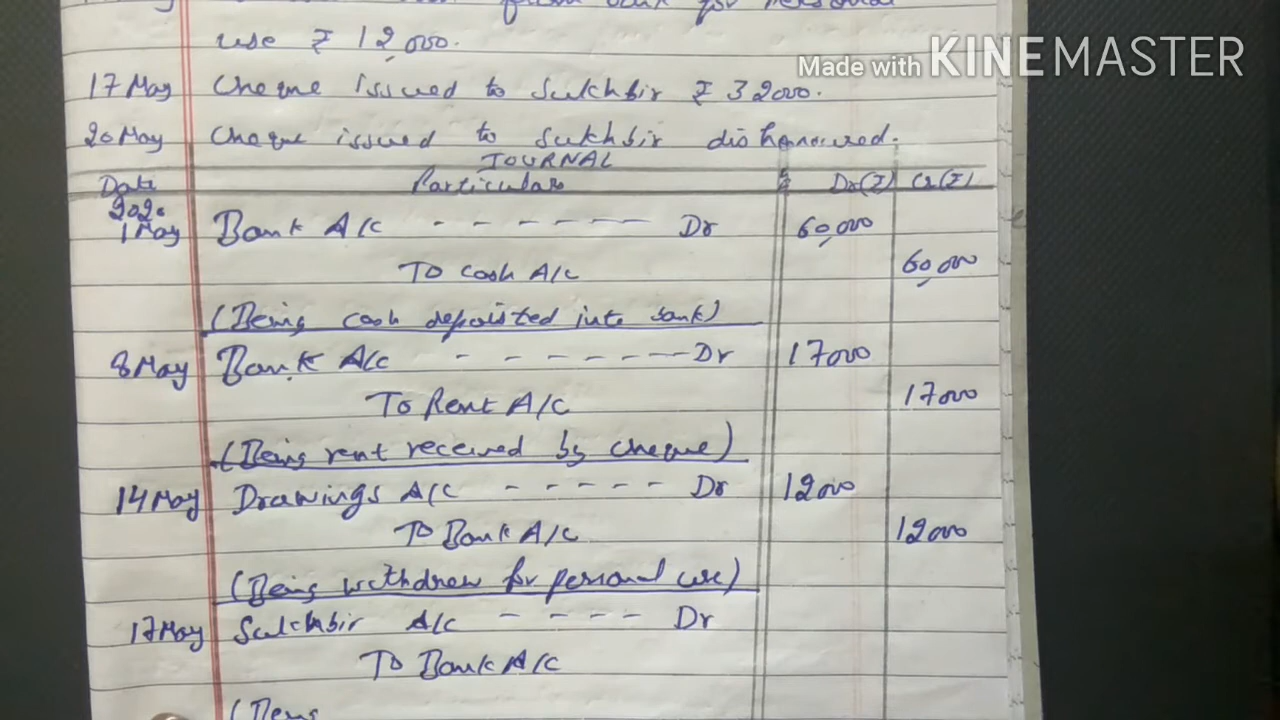 for Personal
use ₹ 12,000.
Made with KINEMASTER
17 May Cheque issued to Sukhbir ₹ 32000.
20 May Cheque issued to Sukhbir dishonoured.
JOURNAL
Date Particulars Dr(₹) Cr(₹)
2020
1 May Bank A/c - - - - - - - Dr 60,000
To Cash A/c 60,000
(Being cash deposited into bank)
8 May Bank A/c - - - - - - - Dr 17000
To Rent A/c 17000
(Being rent received by cheque)
14 May Drawings A/c - - - - - Dr 12000
To Bank A/c 12000
(Being withdrew for personal use)
17 May Sukhbir A/c - - - - Dr
To Bank A/c
(Being